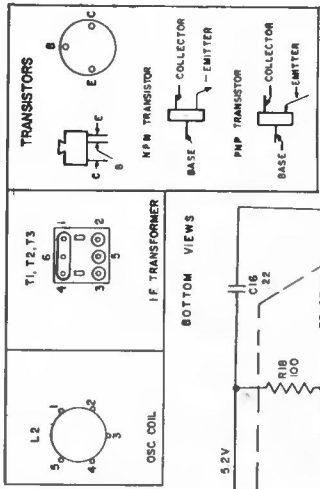 TRANSISTORS
B
C
E
C
E
B
NPN TRANSISTOR
COLLECTOR
EMITTER
BASE
PNP TRANSISTOR
COLLECTOR
EMITTER
BASE
T1, T2, T3
6
4
1
3
2
5
I F TRANSFORMER
L2
5
1
4
2
3
OSC COIL
BOTTOM VIEWS
C16
.22
R18
100
5.2V